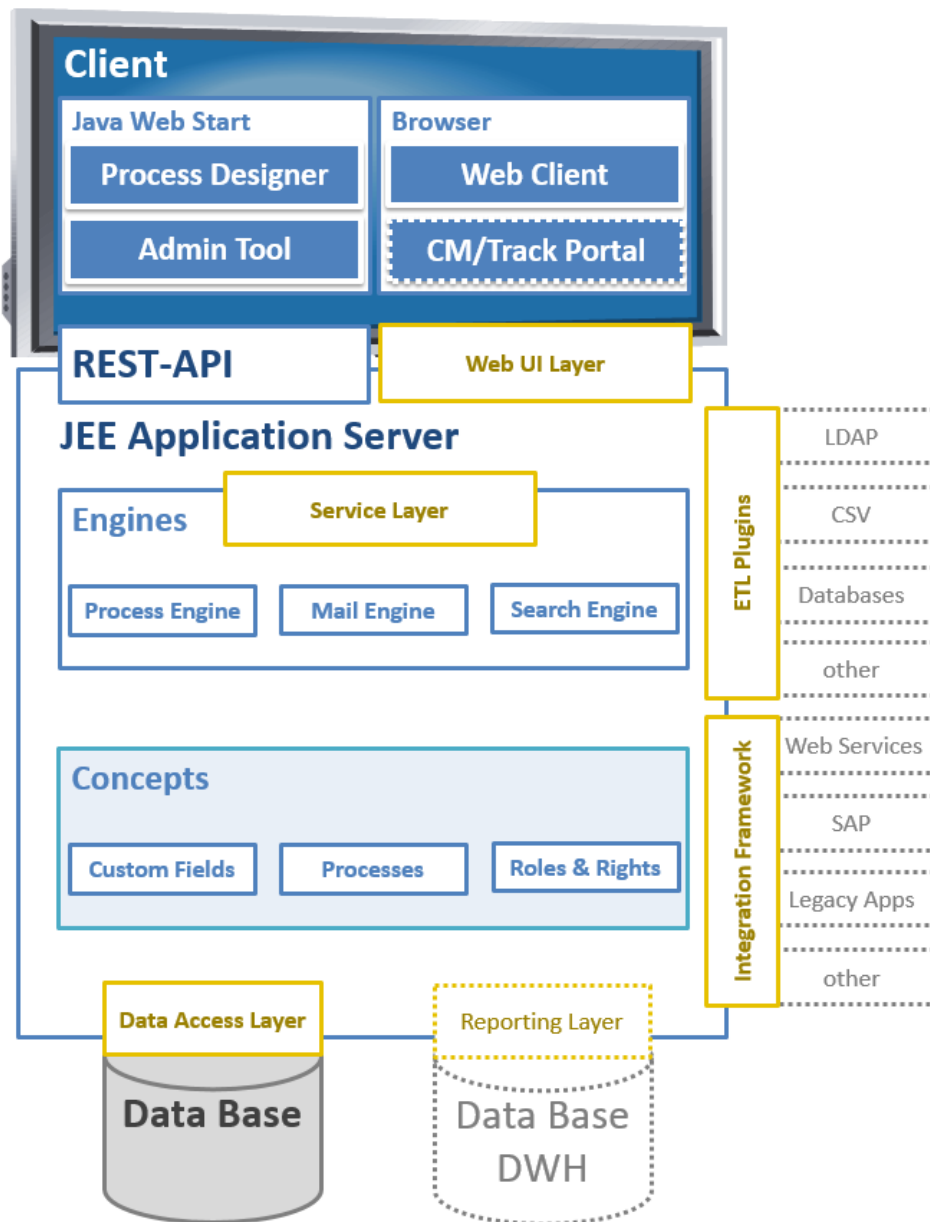 Client
Java Web Start
Browser
Process Designer
Web Client
Admin Tool
CM/Track Portal
REST-API
Web UI Layer
JEE Application Server
Engines
Service Layer
Process Engine
Mail Engine
Search Engine
Concepts
Custom Fields
Processes
Roles & Rights
ETL Plugins
LDAP
CSV
Databases
other
Integration Framework
Web Services
SAP
Legacy Apps
other
Data Access Layer
Reporting Layer
Data Base
Data Base
DWH